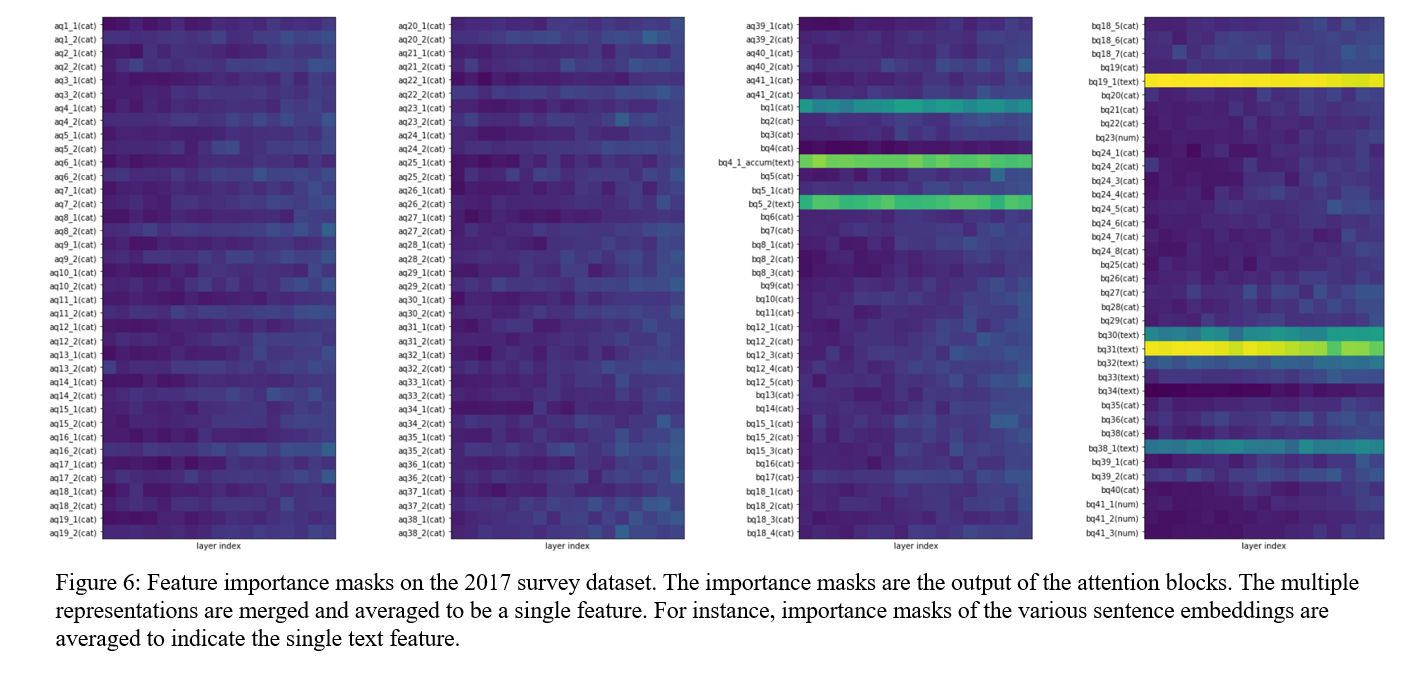 aq1_1(cat)
aq1_2(cat)
aq2_1(cat)
aq2_2(cat)
aq3_1(cat)
aq3_2(cat)
aq4_1(cat)
aq4_2(cat)
aq5_1(cat)
aq5_2(cat)
aq6_1(cat)
aq6_2(cat)
aq7_1(cat)
aq7_2(cat)
aq8_1(cat)
aq8_2(cat)
aq9_1(cat)
aq9_2(cat)
aq10_1(cat)
aq10_2(cat)
aq11_1(cat)
aq11_2(cat)
aq12_1(cat)
aq12_2(cat)
aq13_1(cat)
aq13_2(cat)
aq14_1(cat)
aq14_2(cat)
aq15_1(cat)
aq15_2(cat)
aq16_1(cat)
aq16_2(cat)
aq17_1(cat)
aq17_2(cat)
aq18_1(cat)
aq18_2(cat)
aq19_1(cat)
aq19_2(cat)
layer index
aq20_1(cat)
aq20_2(cat)
aq21_1(cat)
aq21_2(cat)
aq22_1(cat)
aq22_2(cat)
aq23_1(cat)
aq23_2(cat)
aq24_1(cat)
aq24_2(cat)
aq25_1(cat)
aq25_2(cat)
aq26_1(cat)
aq26_2(cat)
aq27_1(cat)
aq27_2(cat)
aq28_1(cat)
aq28_2(cat)
aq29_1(cat)
aq29_2(cat)
aq30_1(cat)
aq30_2(cat)
aq31_1(cat)
aq31_2(cat)
aq32_1(cat)
aq32_2(cat)
aq33_1(cat)
aq33_2(cat)
aq34_1(cat)
aq34_2(cat)
aq35_1(cat)
aq35_2(cat)
aq36_1(cat)
aq36_2(cat)
aq37_1(cat)
aq37_2(cat)
aq38_1(cat)
aq38_2(cat)
layer index
aq39_1(cat)
aq39_2(cat)
aq40_1(cat)
aq40_2(cat)
aq41_1(cat)
aq41_2(cat)
bq1(cat)
bq2(cat)
bq3(cat)
bq4(cat)
bq4_1_accum(text)
bq5(cat)
bq5_1(cat)
bq5_2(text)
bq6(cat)
bq7(cat)
bq8_1(cat)
bq8_2(cat)
bq8_3(cat)
bq9(cat)
bq10(cat)
bq11(cat)
bq12_1(cat)
bq12_2(cat)
bq12_3(cat)
bq12_4(cat)
bq12_5(cat)
bq13(cat)
bq14(cat)
bq15_1(cat)
bq15_2(cat)
bq15_3(cat)
bq16(cat)
bq17(cat)
bq18_1(cat)
bq18_2(cat)
bq18_3(cat)
bq18_4(cat)
layer index
bq18_5(cat)
bq18_6(cat)
bq18_7(cat)
bq19(cat)
bq19_1(text)
bq20(cat)
bq21(cat)
bq22(cat)
bq23(num)
bq24_1(cat)
bq24_2(cat)
bq24_3(cat)
bq24_4(cat)
bq24_5(cat)
bq24_6(cat)
bq24_7(cat)
bq24_8(cat)
bq25(cat)
bq26(cat)
bq27(cat)
bq28(cat)
bq29(cat)
bq30(text)
bq31(text)
bq32(text)
bq33(text)
bq34(text)
bq35(cat)
bq36(cat)
bq38(cat)
bq38_1(text)
bq39_1(cat)
bq39_2(cat)
bq40(cat)
bq41_1(num)
bq41_2(num)
bq41_3(num)
layer index
Figure 6: Feature importance masks on the 2017 survey dataset. The importance masks are the output of the attention blocks. The multiple
representations are merged and averaged to be a single feature. For instance, importance masks of the various sentence embeddings are
averaged to indicate the single text feature.